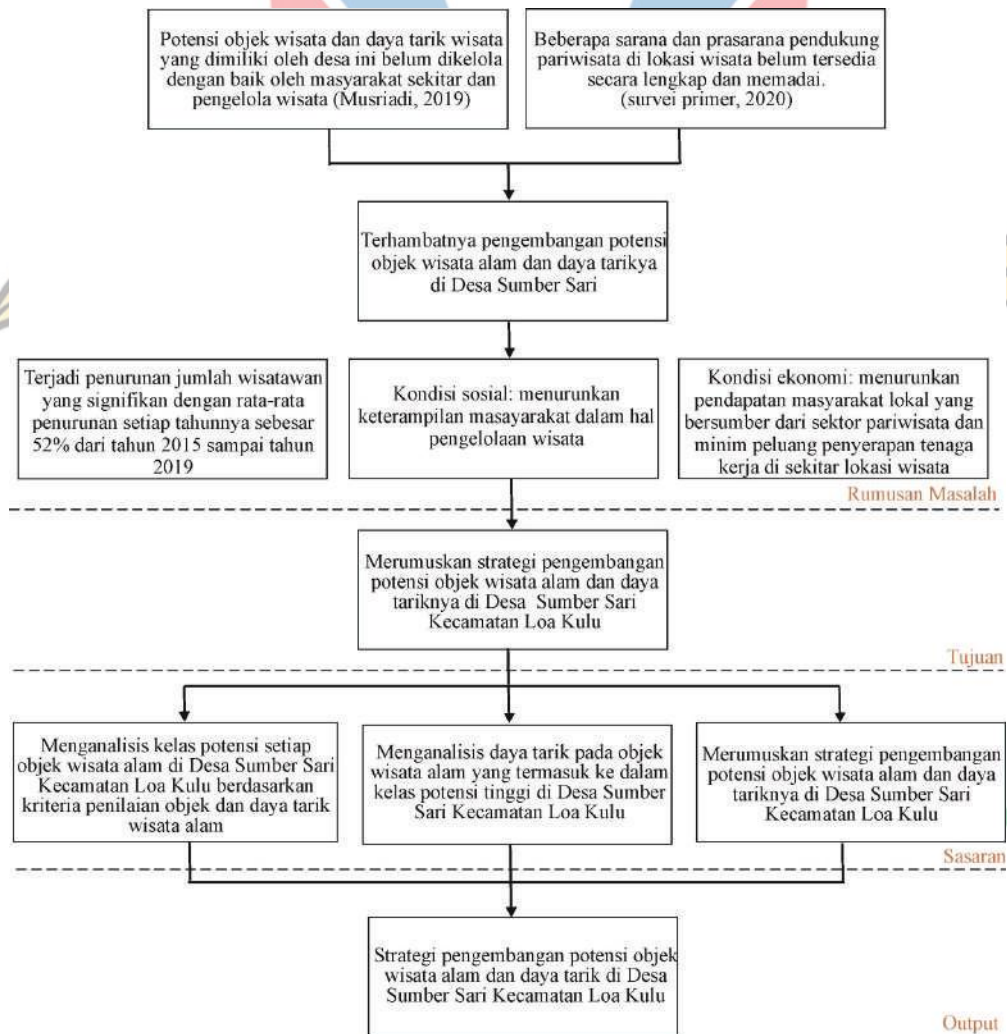 Potensi objek wisata dan daya tarik wisata
yang dimiliki oleh desa ini belum dikelola
dengan baik oleh masyarakat sekitar dan
pengelola wisata (Musriadi, 2019)
Beberapa sarana dan prasarana pendukung
pariwisata di lokasi wisata belum tersedia
secara lengkap dan memadai.
(survei primer, 2020)
Terhambatnya pengembangan potensi
objek wisata alam dan daya tarikya
di Desa Sumber Sari
Terjadi penurunan jumlah wisatawan
yang signifikan dengan rata-rata
penurunan setiap tahunnya sebesar
52% dari tahun 2015 sampai tahun
2019
Kondisi sosial: menurunkan
keterampilan masayarakat dalam hal
pengelolaan wisata
Kondisi ekonomi: menurunkan
pendapatan masyarakat lokal yang
bersumber dari sektor pariwisata dan
minim peluang penyerapan tenaga
kerja di sekitar lokasi wisata
Rumusan Masalah
Merumuskan strategi pengembangan
potensi objek wisata alam dan daya
tariknya di Desa Sumber Sari
Kecamatan Loa Kulu
Tujuan
Menganalisis kelas potensi setiap
objek wisata alam di Desa Sumber Sari
Kecamatan Loa Kulu berdasarkan
kriteria penilaian objek dan daya tarik
wisata alam
Menganalisis daya tarik pada objek
wisata alam yang termasuk ke dalam
kelas potensi tinggi di Desa Sumber
Sari Kecamatan Loa Kulu
Merumuskan strategi pengembangan
potensi objek wisata alam dan daya
tariknya di Desa Sumber Sari
Kecamatan Loa Kulu
Sasaran
Strategi pengembangan potensi objek
wisata alam dan daya tarik di Desa
Sumber Sari Kecamatan Loa Kulu
Output